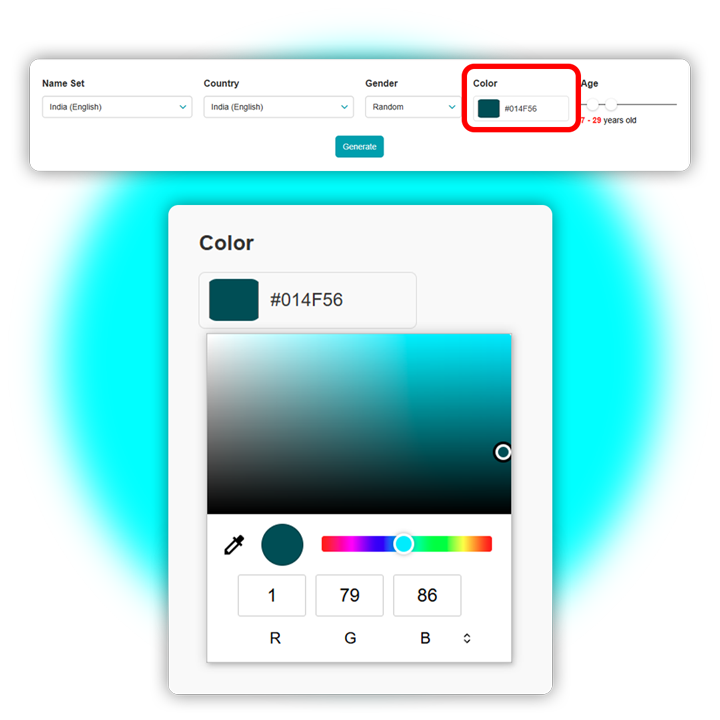 Name Set Country Gender Color Age
India (English) India (English) Random #014F56
7 - 29 years old
Generate
Color
#014F56
1 79 86
R G B